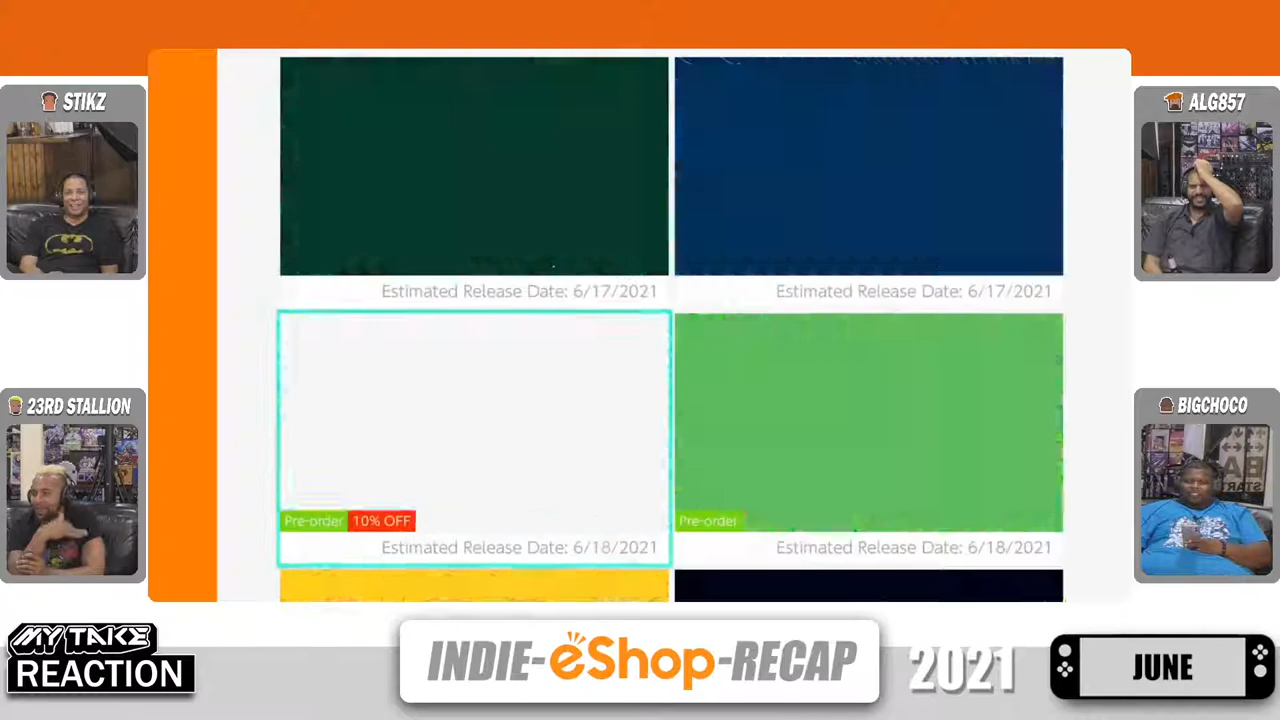 STIKZ
ALG857
Estimated Release Date: 6/17/2021
Estimated Release Date: 6/17/2021
23RD STALLION
BIGCHOCO
BA
START
Pre-order 10% OFF
Pre-order
Estimated Release Date: 6/18/2021
Estimated Release Date: 6/18/2021
MY TAKE
REACTION
INDIE-eShop-RECAP
2021
JUNE